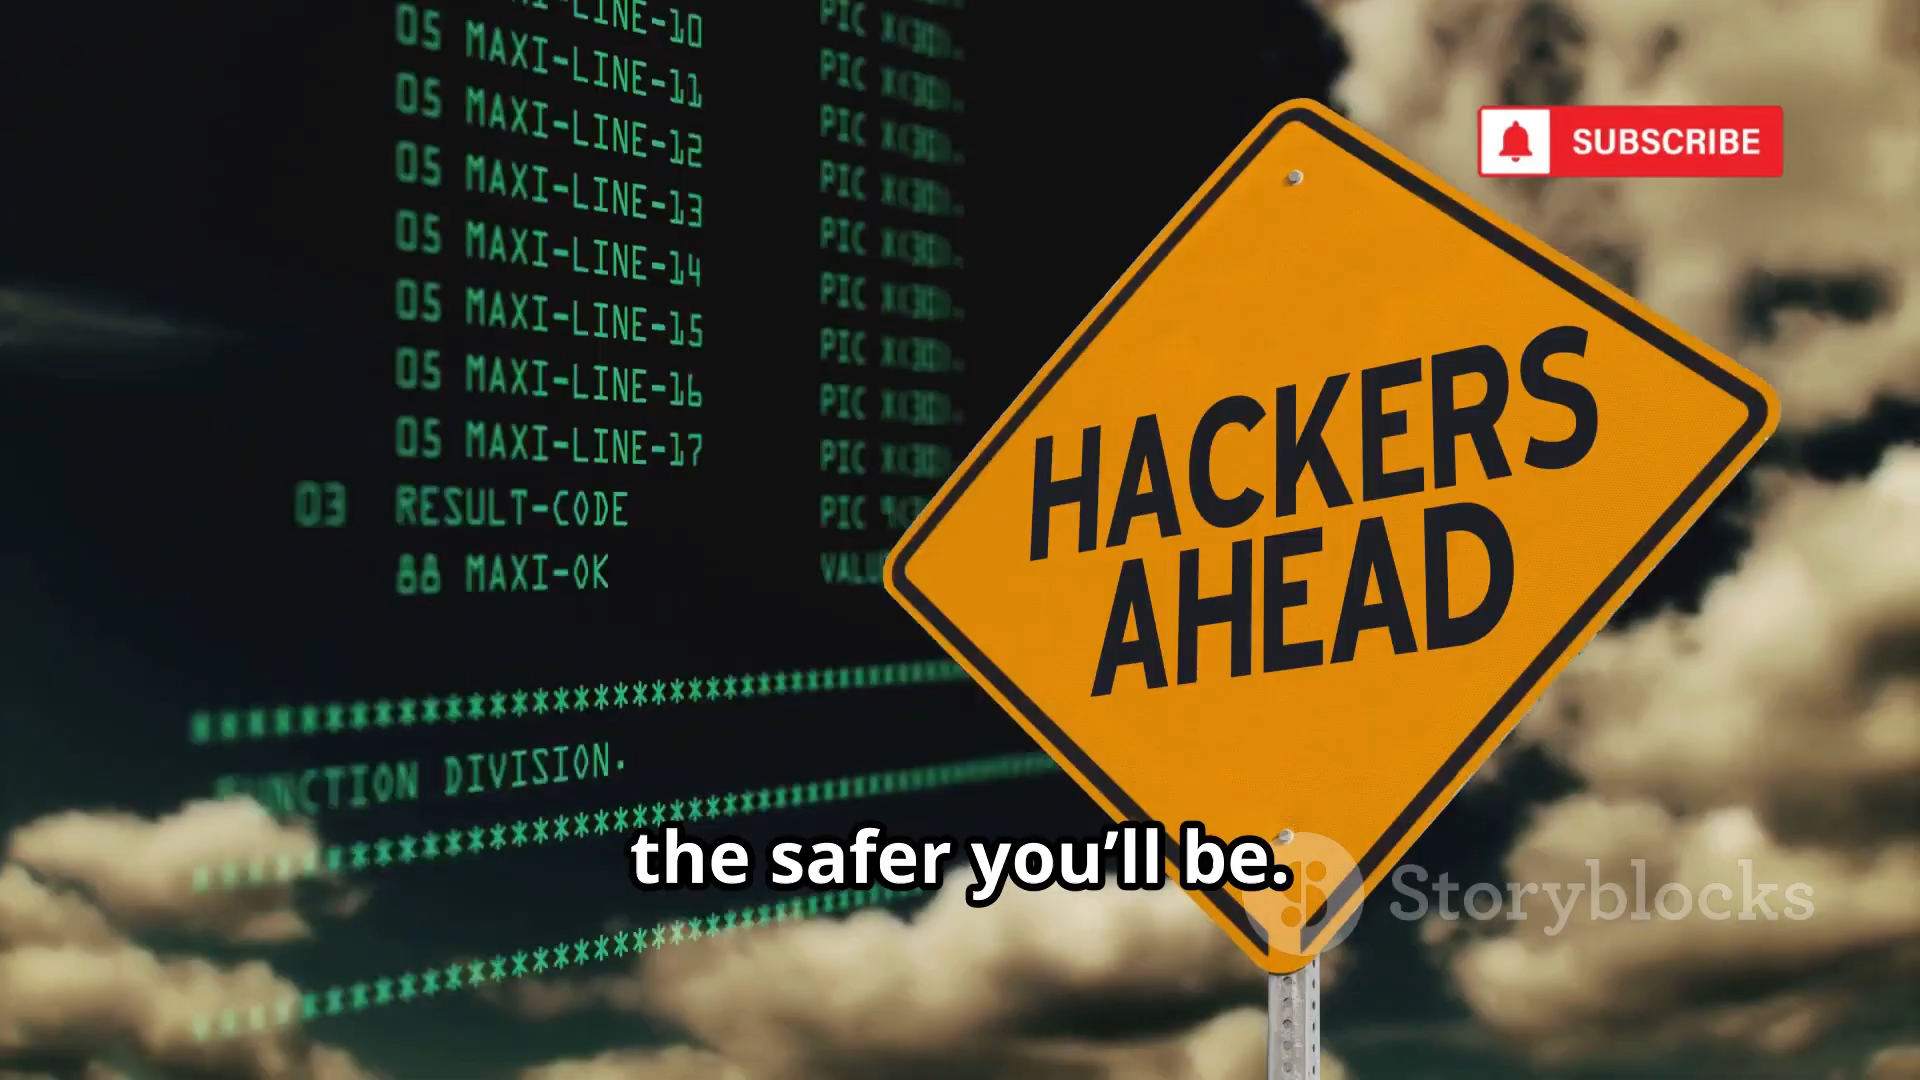 05 MAXI-LINE-11 PIC
05 MAXI-LINE-12 PIC
05 MAXI-LINE-13 PIC
05 MAXI-LINE-14 PIC
05 MAXI-LINE-15 PIC
05 MAXI-LINE-16 PIC
05 MAXI-LINE-17 PIC
03 RESULT-CODE PIC
88 MAXI-OK
*****************************************
FUNCTION DIVISION.
SUBSCRIBE
HACKERS
AHEAD
the safer you’ll be.
Storyblocks